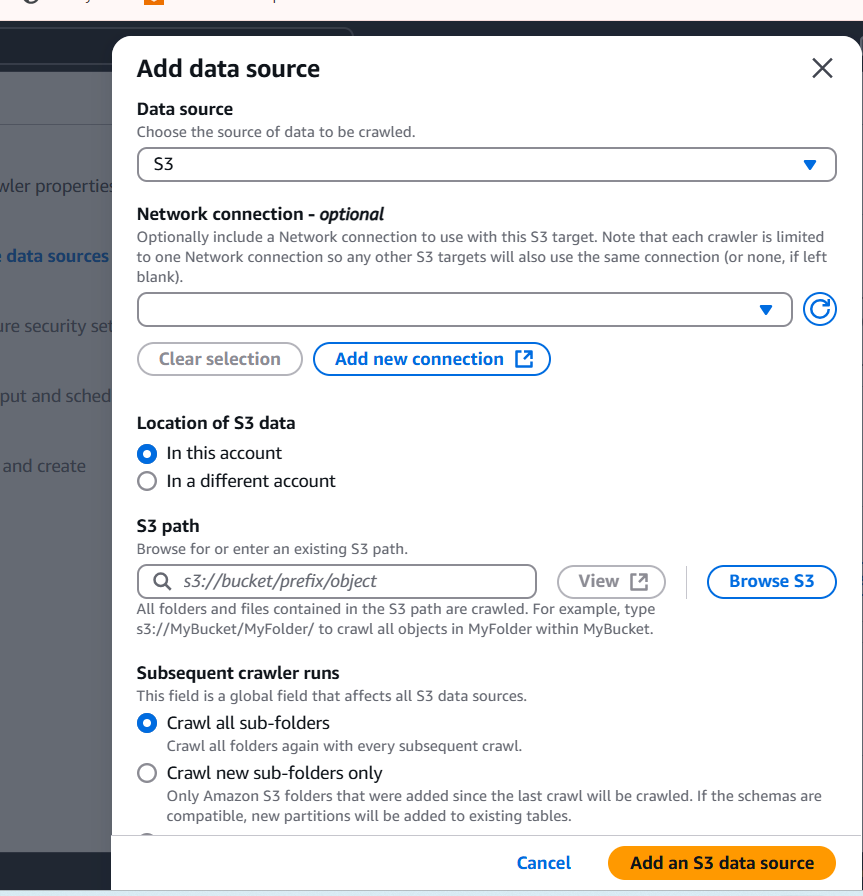 Add data source
Data source
Choose the source of data to be crawled.
S3
Network connection - optional
Optionally include a Network connection to use with this S3 target. Note that each crawler is limited
to one Network connection so any other S3 targets will also use the same connection (or none, if left
blank).
Clear selection
Add new connection
Location of S3 data
In this account
In a different account
S3 path
Browse for or enter an existing S3 path.
s3://bucket/prefix/object
View
Browse S3
All folders and files contained in the S3 path are crawled. For example, type
s3://MyBucket/MyFolder/ to crawl all objects in MyFolder within MyBucket.
Subsequent crawler runs
This field is a global field that affects all S3 data sources.
Crawl all sub-folders
Crawl all folders again with every subsequent crawl.
Crawl new sub-folders only
Only Amazon S3 folders that were added since the last crawl will be crawled. If the schemas are
compatible, new partitions will be added to existing tables.
Cancel
Add an S3 data source
wler properties
data sources
ure security set
put and sched
and create